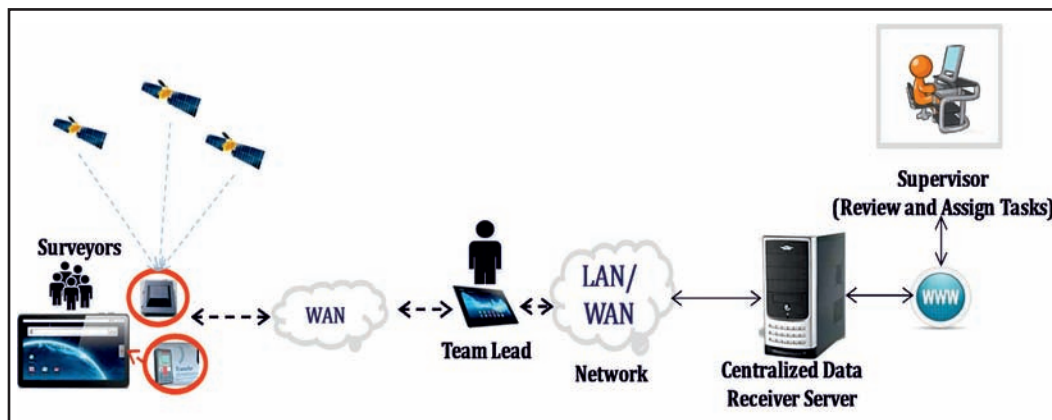 Supervisor
(Review and Assign Tasks)
Surveyors
WAN
Team Lead
LAN/
WAN
Network
WWW
Centralized Data
Receiver Server